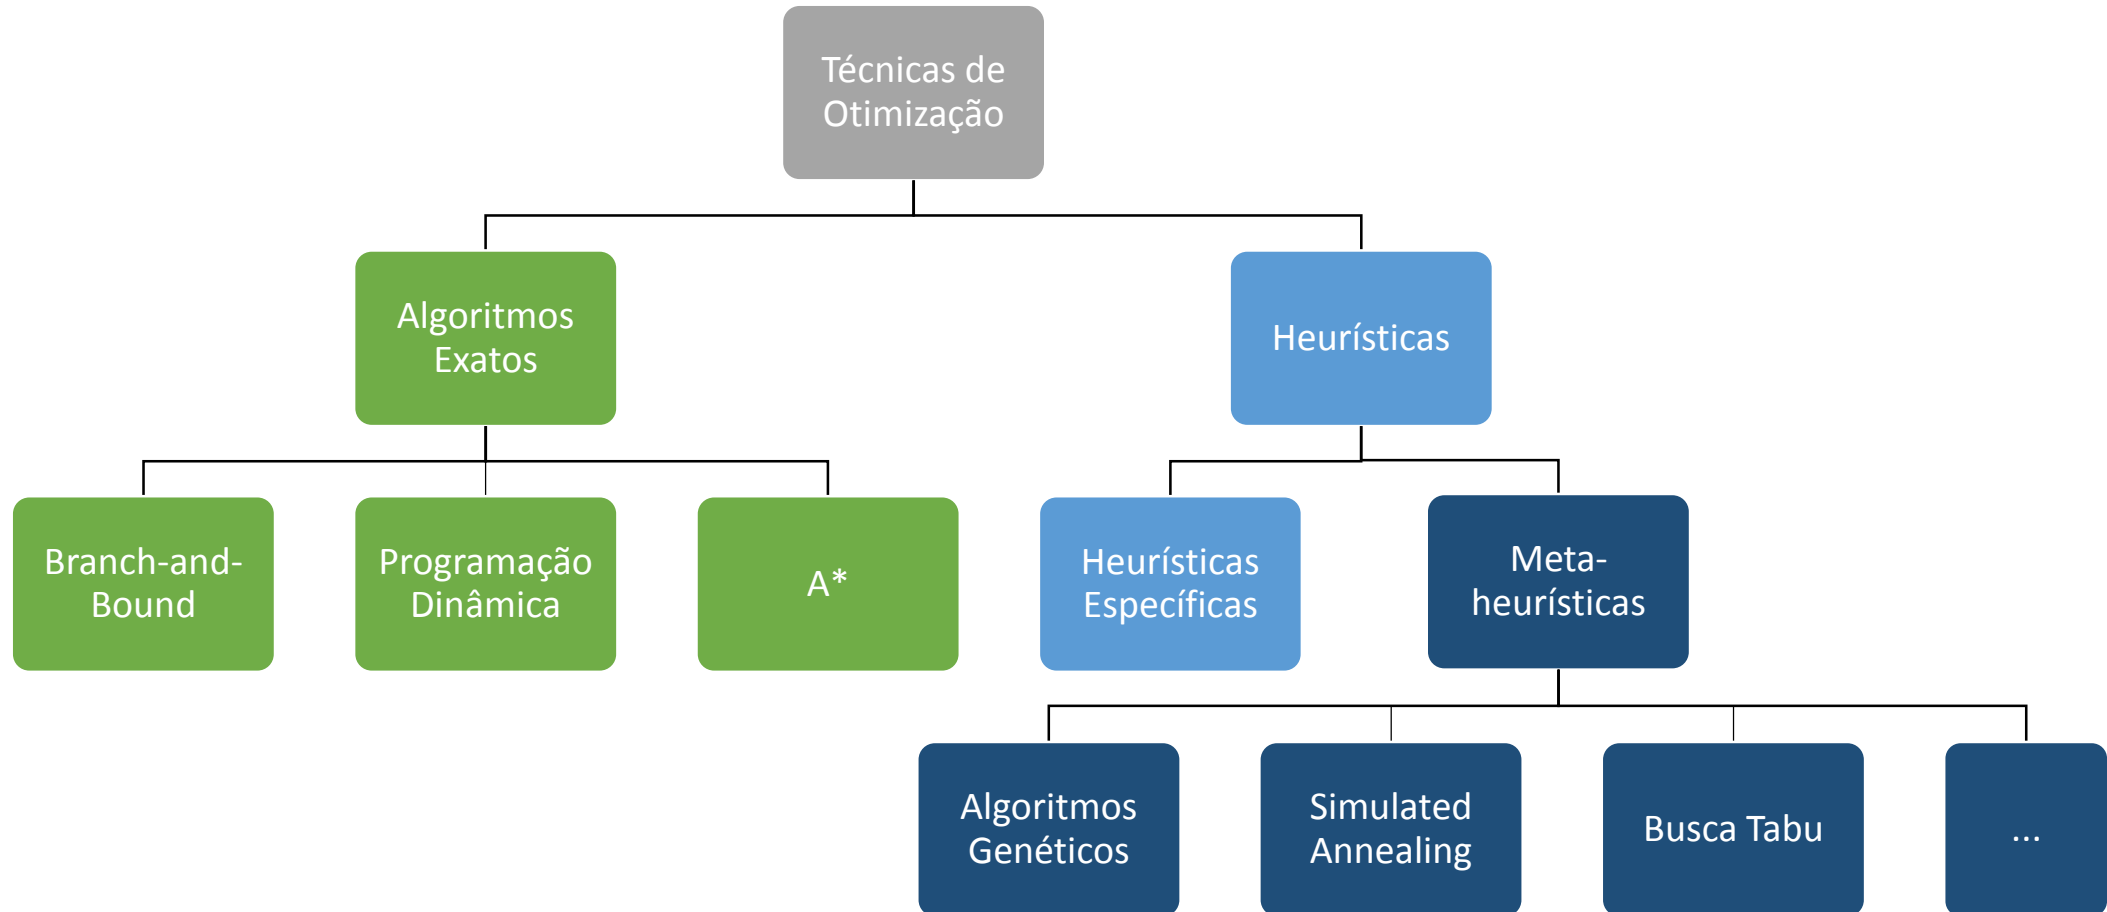 Técnicas de
Otimização
Algoritmos
Exatos
Heurísticas
Branch-and-
Bound
Programação
Dinâmica
A*
Heurísticas
Específicas
Meta-
heurísticas
Algoritmos
Genéticos
Simulated
Annealing
Busca Tabu
...